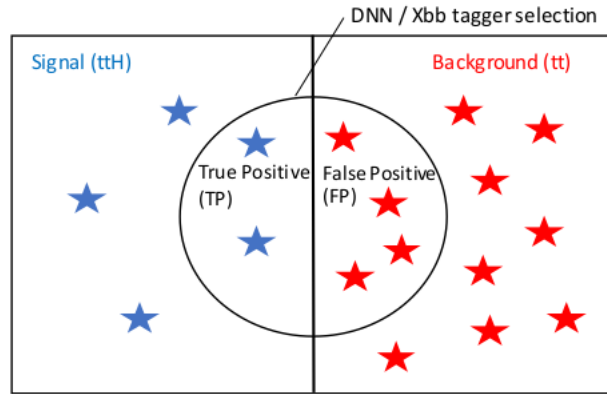 DNN / Xbb tagger selection
Signal (ttH)
Background (tt)
True Positive
(TP)
False Positive
(FP)